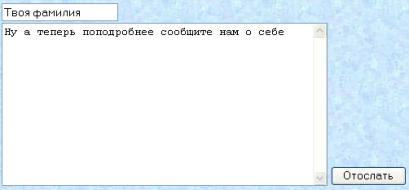 Твоя фамилия
Ну а теперь поподробнее сообщите нам о себе
Отослать